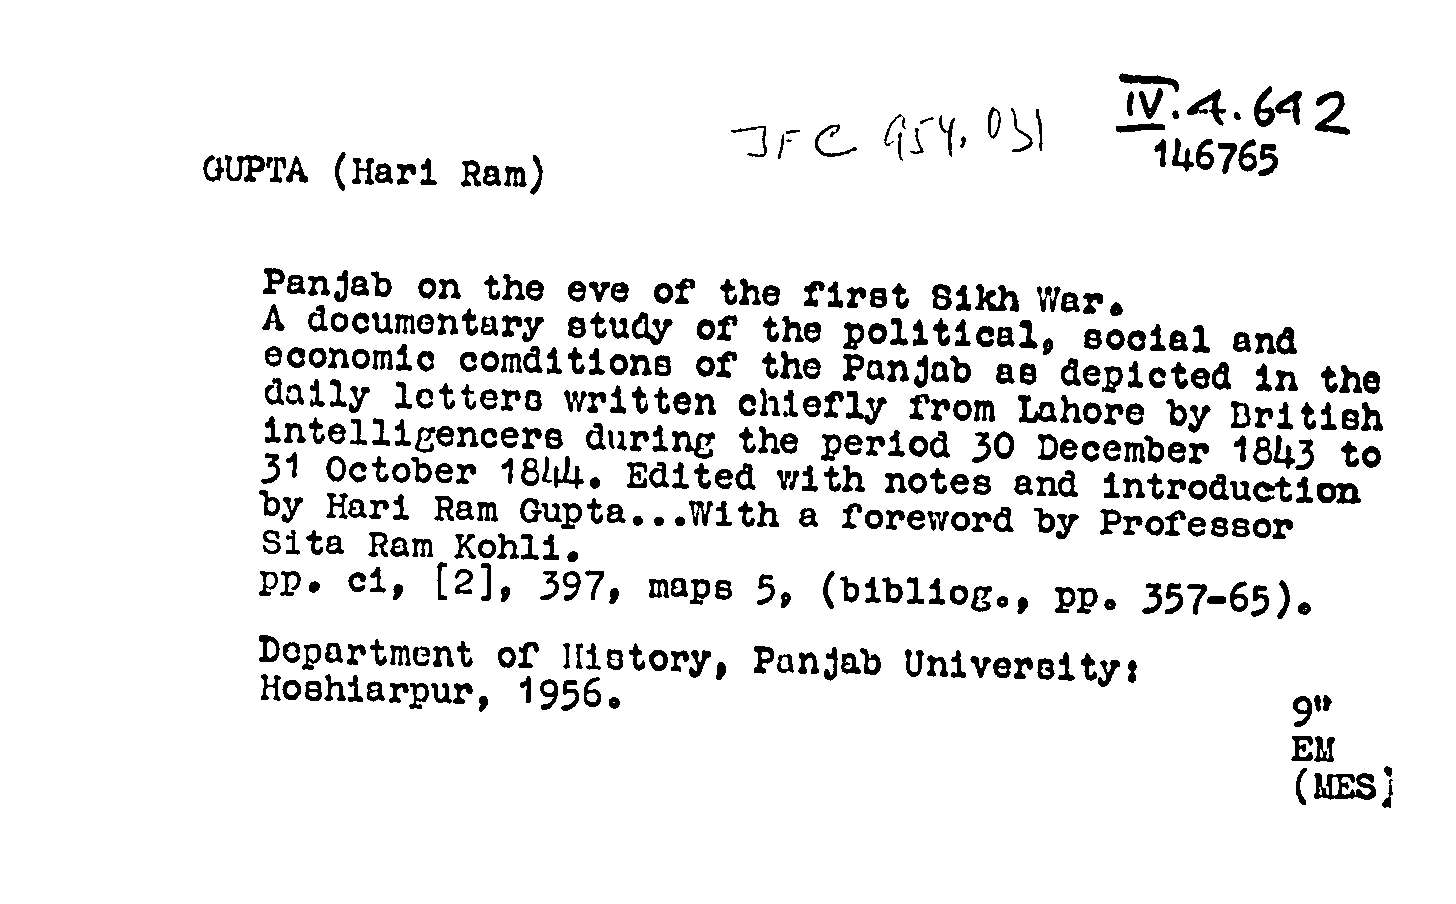 IV.4.642
JFC 954.031
146765
GUPTA (Hari Ram)
Panjab on the eve of the first Sikh War.
A documentary study of the political, social and
economic comditions of the Panjab as depicted in the
daily letters written chiefly from Lahore by British
intelligencers during the period 30 December 1843 to
31 October 1844. Edited with notes and introduction
by Hari Ram Gupta...With a foreword by Professor
Sita Ram Kohli.
pp. ci, [2], 397, maps 5, (bibliog., pp. 357-65).
Department of History, Panjab University:
Hoshiarpur, 1956.
9"
EM
(MES)